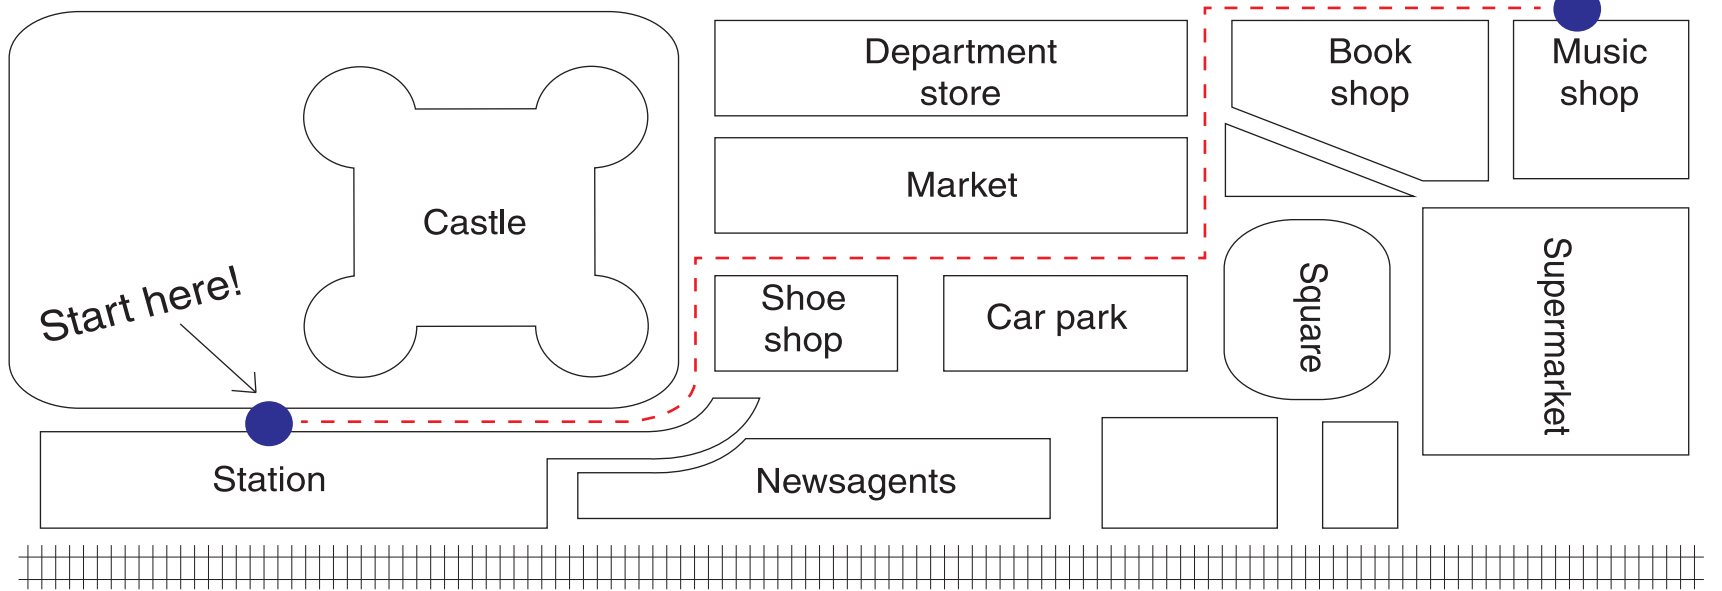 Department
store
Book
shop
Music
shop
Market
Castle
Start here!
Shoe
shop
Car park
Square
Supermarket
Station
Newsagents